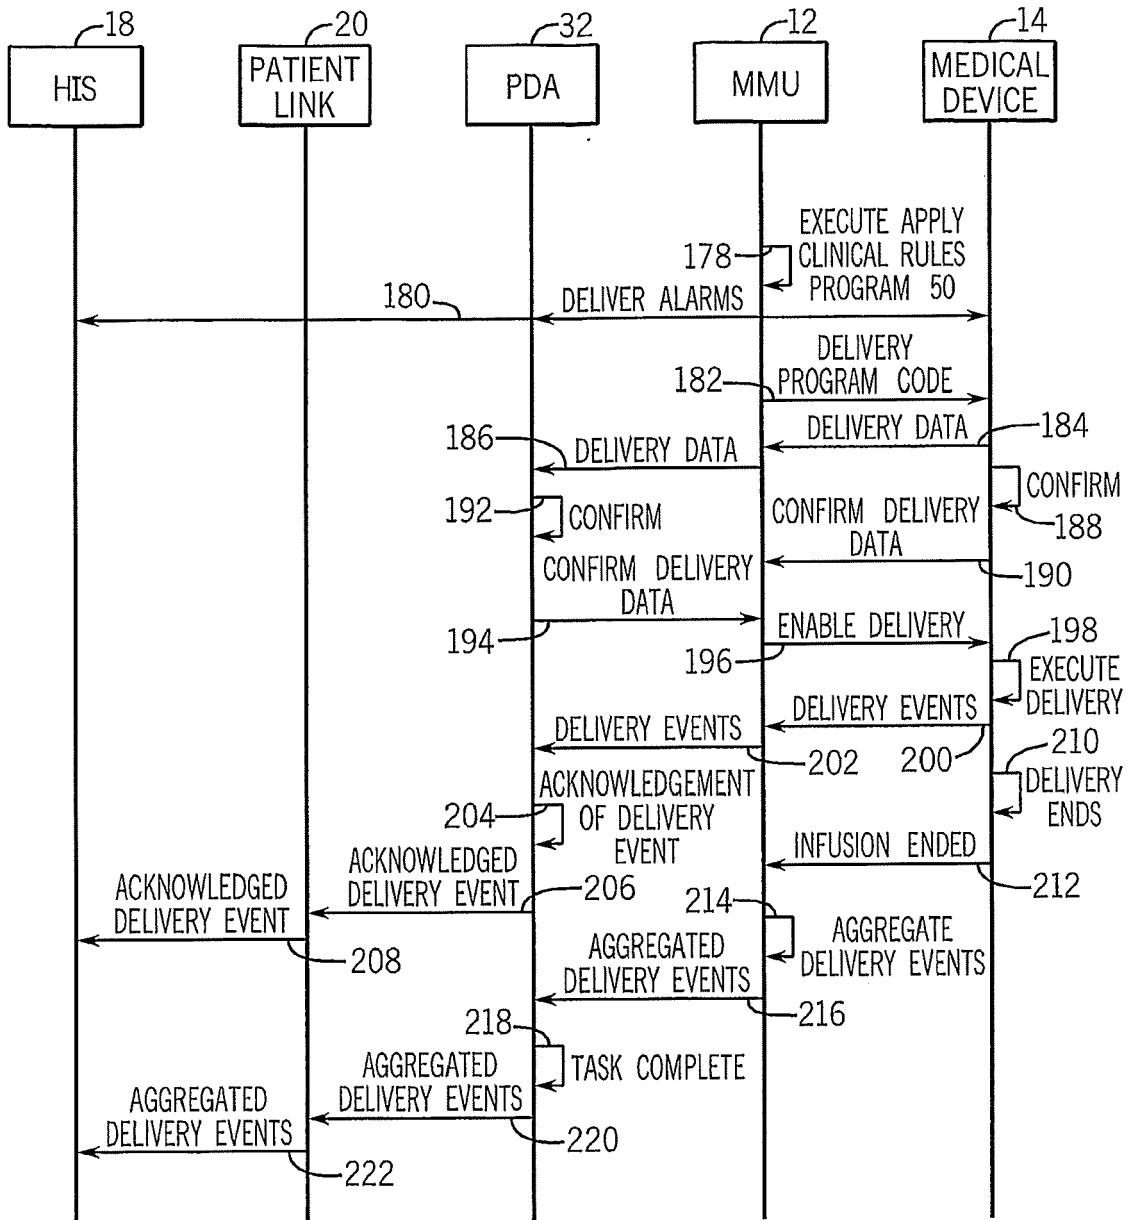 18
20
32
12
14
HIS
PATIENT
LINK
PDA
MMU
MEDICAL
DEVICE
EXECUTE APPLY
178
CLINICAL RULES
PROGRAM 50
180
DELIVER ALARMS
DELIVERY
182
PROGRAM CODE
186
DELIVERY DATA
DELIVERY DATA
184
192
CONFIRM
CONFIRM
188
CONFIRM DELIVERY
DATA
190
CONFIRM DELIVERY
DATA
194
ENABLE DELIVERY
196
198
EXECUTE
DELIVERY
DELIVERY EVENTS
200
DELIVERY EVENTS
202
210
DELIVERY
ENDS
204
ACKNOWLEDGEMENT
OF DELIVERY
EVENT
INFUSION ENDED
212
ACKNOWLEDGED
DELIVERY EVENT
206
ACKNOWLEDGED
DELIVERY EVENT
208
214
AGGREGATE
DELIVERY EVENTS
AGGREGATED
DELIVERY EVENTS
216
218
TASK COMPLETE
AGGREGATED
DELIVERY EVENTS
220
AGGREGATED
DELIVERY EVENTS
222